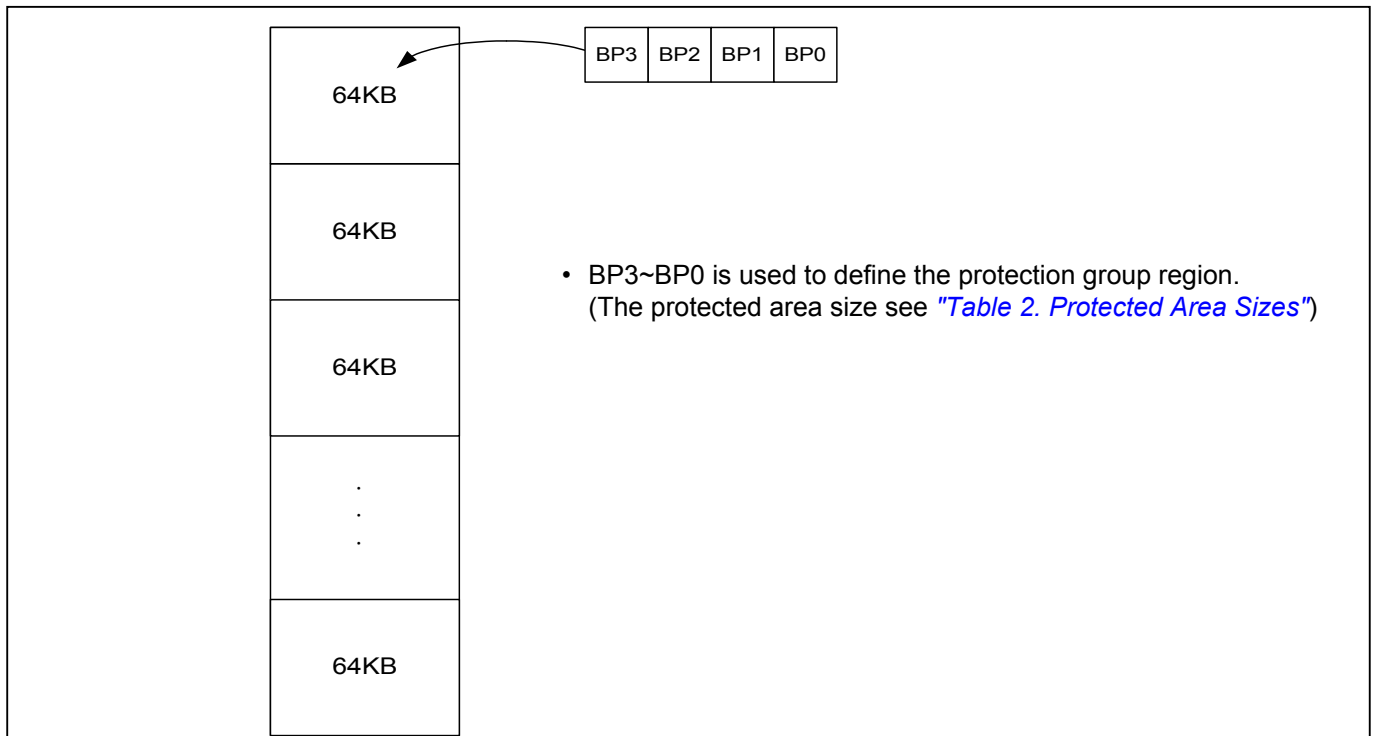 BP3 BP2 BP1 BP0
64KB
64KB
• BP3~BP0 is used to define the protection group region.
(The protected area size see "Table 2. Protected Area Sizes")
64KB
.
.
.
64KB